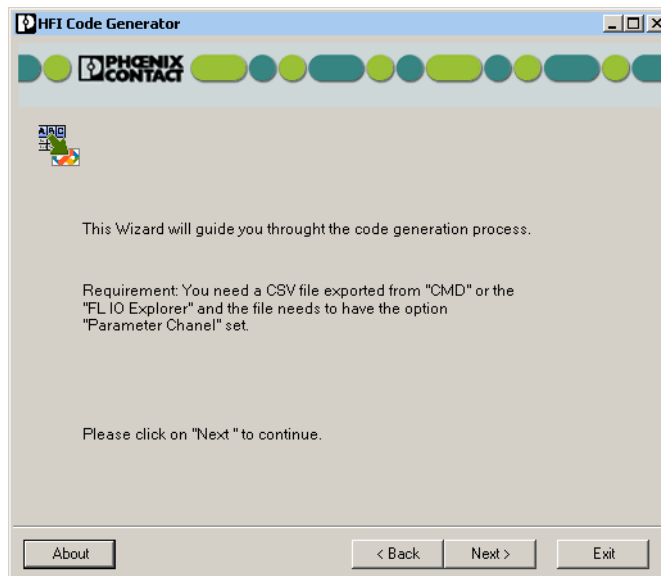 HFI Code Generator
PHŒNIX
CONTACT
ABC
This Wizard will guide you throught the code generation process.
Requirement: You need a CSV file exported from "CMD" or the
"FL IO Explorer" and the file needs to have the option
"Parameter Chanel" set.
Please click on "Next " to continue.
About
< Back
Next >
Exit